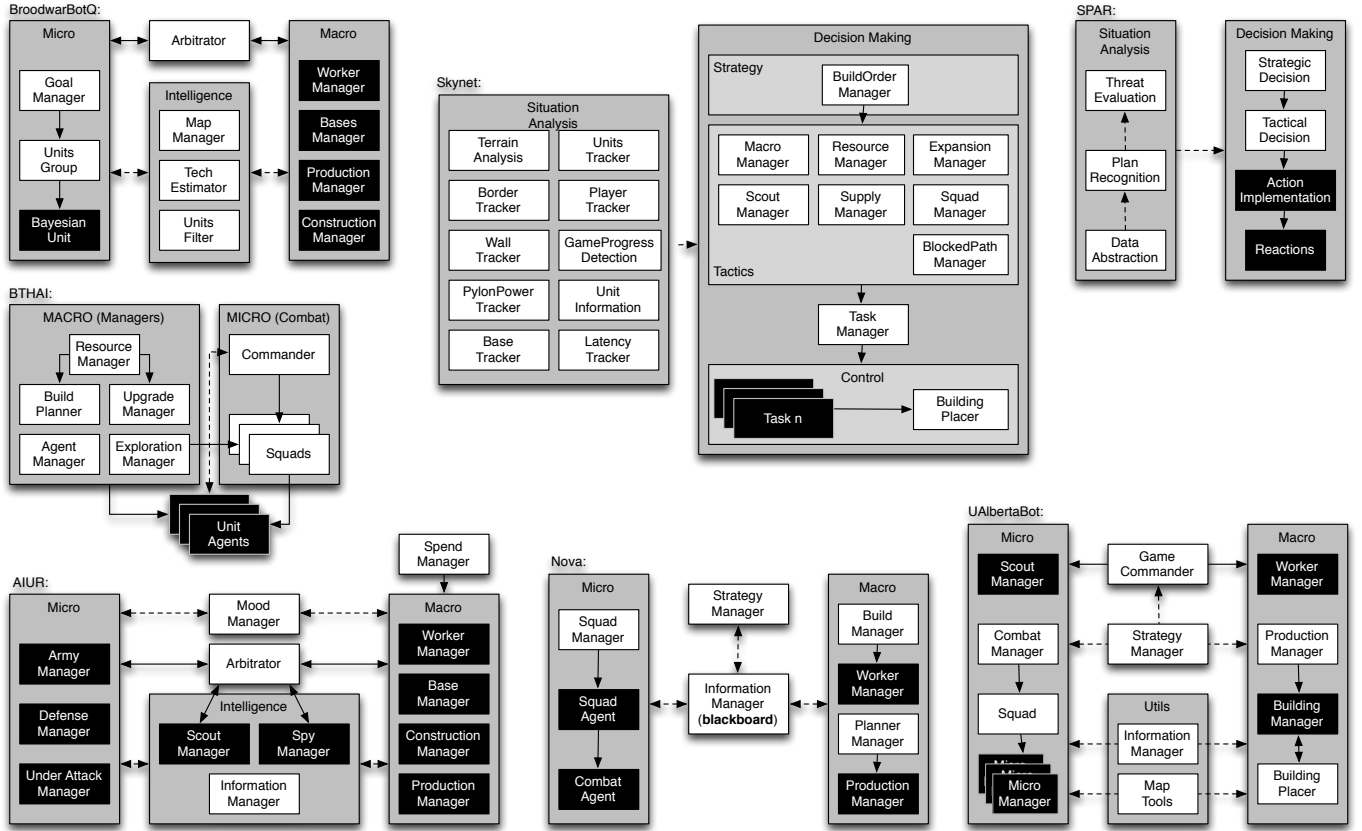 BroodwarBotQ:
Micro
Goal
Manager
Units
Group
Bayesian
Unit
Arbitrator
Intelligence
Map
Manager
Tech
Estimator
Units
Filter
Macro
Worker
Manager
Bases
Manager
Production
Manager
Construction
Manager
Skynet:
Situation
Analysis
Terrain
Analysis
Units
Tracker
Border
Tracker
Player
Tracker
Wall
Tracker
GameProgress
Detection
PylonPower
Tracker
Unit
Information
Base
Tracker
Latency
Tracker
Decision Making
Strategy
BuildOrder
Manager
Macro
Manager
Resource
Manager
Expansion
Manager
Scout
Manager
Supply
Manager
Squad
Manager
BlockedPath
Manager
Tactics
Task
Manager
Control
Task n
Building
Placer
SPAR:
Situation
Analysis
Threat
Evaluation
Plan
Recognition
Data
Abstraction
Decision Making
Strategic
Decision
Tactical
Decision
Action
Implementation
Reactions
BTHAI:
MACRO (Managers)
Resource
Manager
Build
Planner
Upgrade
Manager
Agent
Manager
Exploration
Manager
MICRO (Combat)
Commander
Squads
Unit
Agents
AIUR:
Micro
Army
Manager
Defense
Manager
Under Attack
Manager
Mood
Manager
Arbitrator
Intelligence
Scout
Manager
Spy
Manager
Information
Manager
Spend
Manager
Macro
Worker
Manager
Base
Manager
Construction
Manager
Production
Manager
Nova:
Micro
Squad
Manager
Squad
Agent
Combat
Agent
Strategy
Manager
Information
Manager
(blackboard)
Macro
Build
Manager
Worker
Manager
Planner
Manager
Production
Manager
UAlbertaBot:
Micro
Scout
Manager
Combat
Manager
Squad
Micro
Manager
Game
Commander
Strategy
Manager
Utils
Information
Manager
Map
Tools
Macro
Worker
Manager
Production
Manager
Building
Manager
Building
Placer